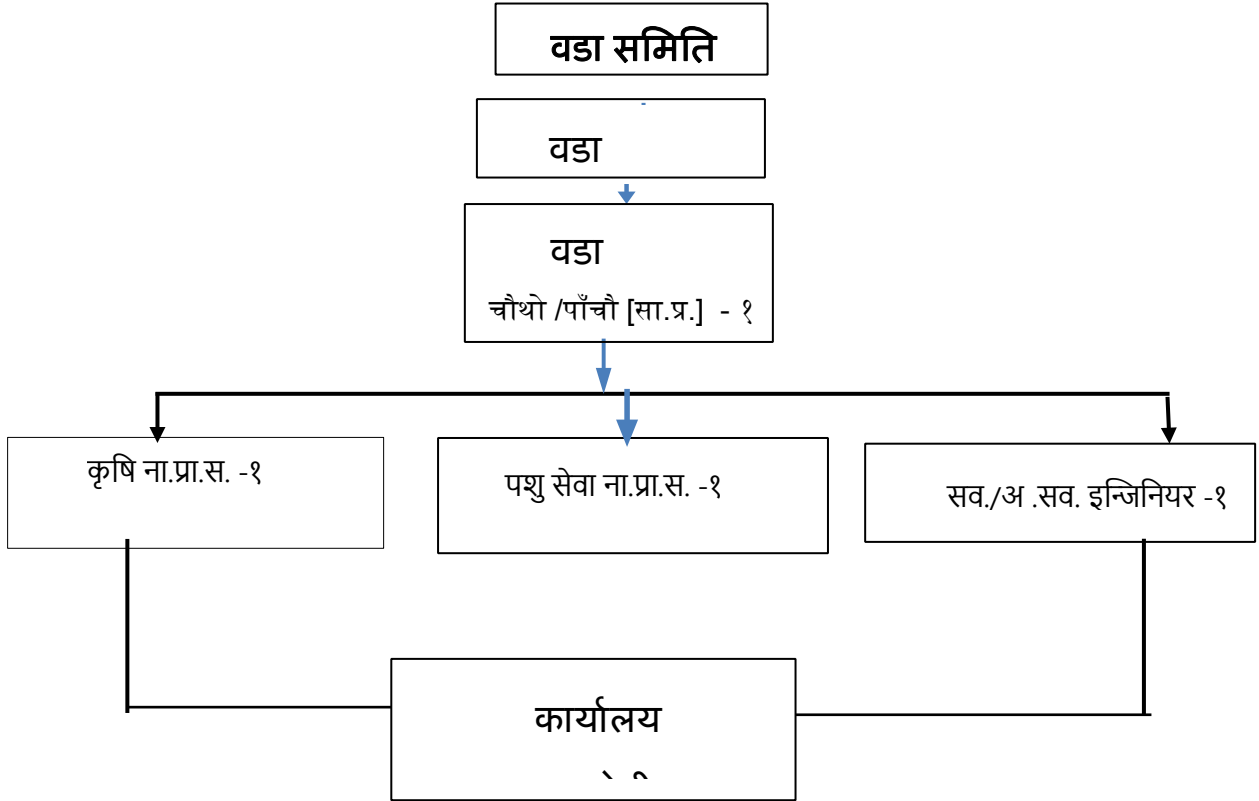 वडा समिति
वडा
वडा
चौथो /पाँचौ [सा.प्र.] - १
कृषि ना.प्रा.स. -१
पशु सेवा ना.प्रा.स. -१
सव./अ .सव. इन्जिनियर -१
कार्यालय